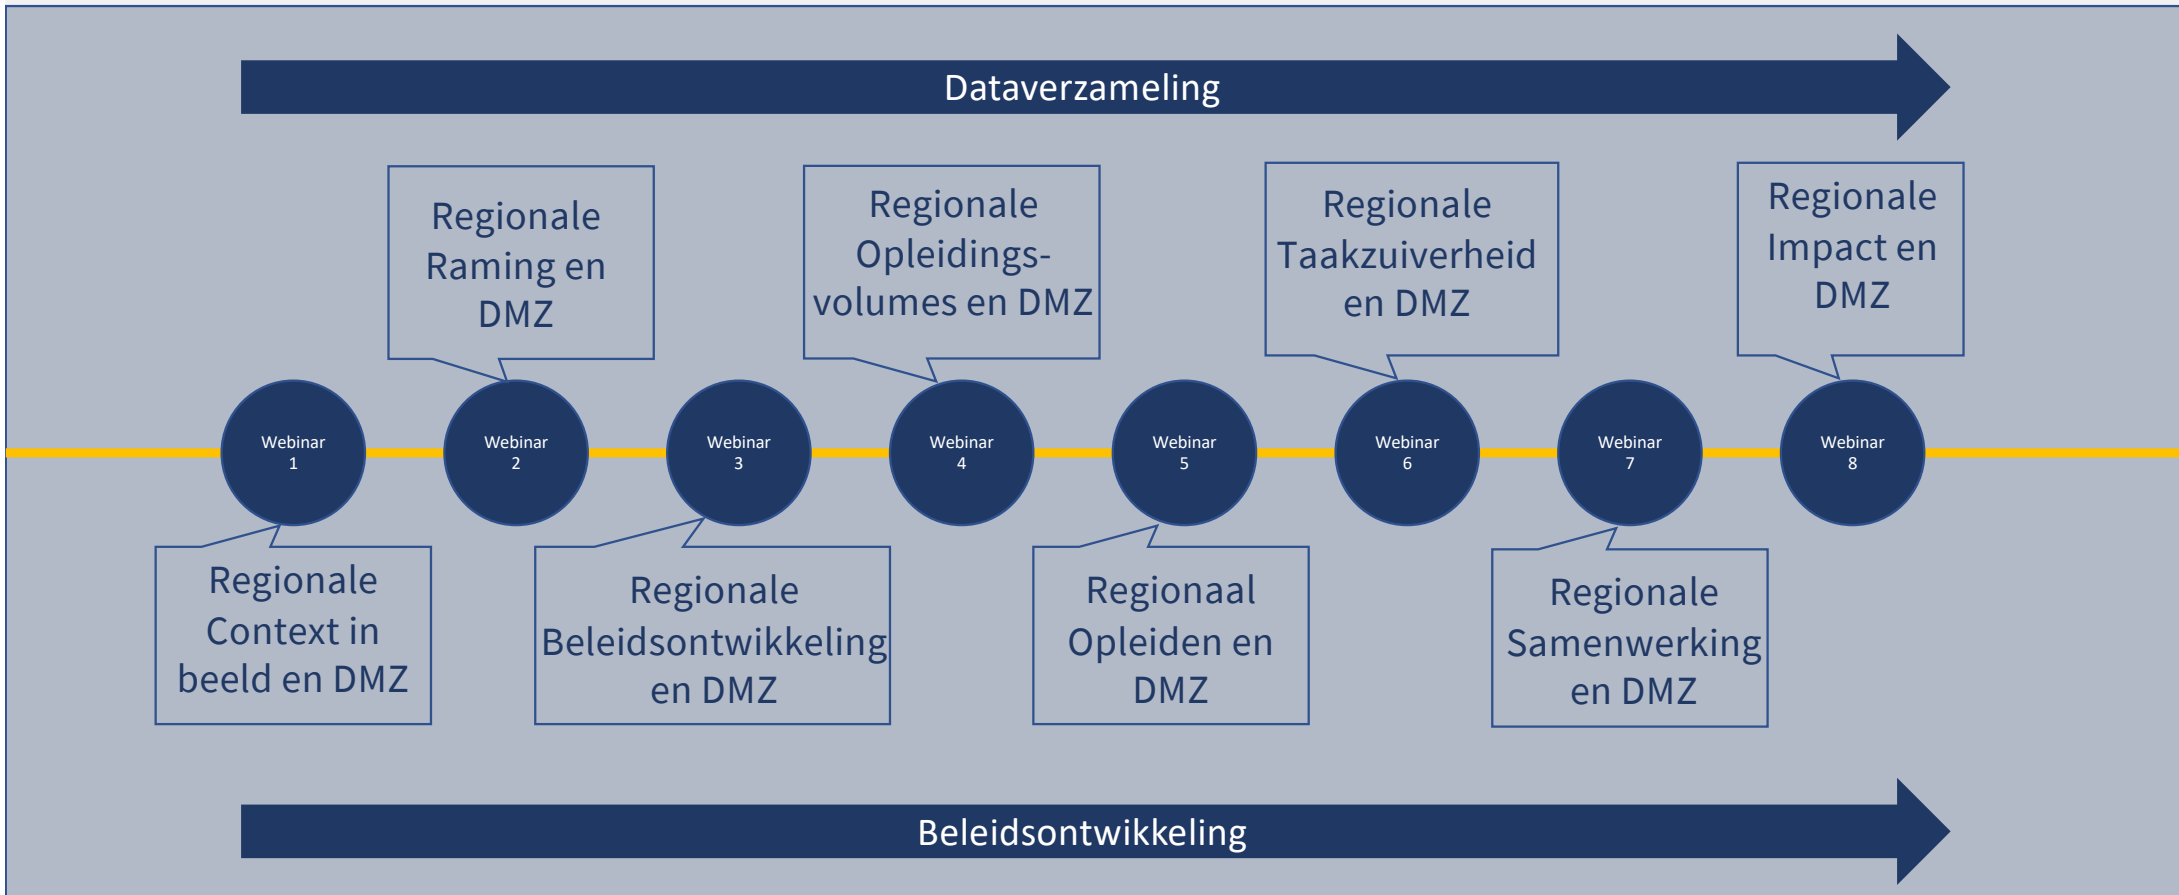 Dataverzameling
Regionale
Raming en
DMZ
Regionale
Opleidings-
volumes en DMZ
Regionale
Taakzuiverheid
en DMZ
Regionale
Impact en
DMZ
Webinar
1
Webinar
2
Webinar
3
Webinar
4
Webinar
5
Webinar
6
Webinar
7
Webinar
8
Regionale
Context in
beeld en DMZ
Regionale
Beleidsontwikkeling
en DMZ
Regionaal
Opleiden en
DMZ
Regionale
Samenwerking
en DMZ
Beleidsontwikkeling